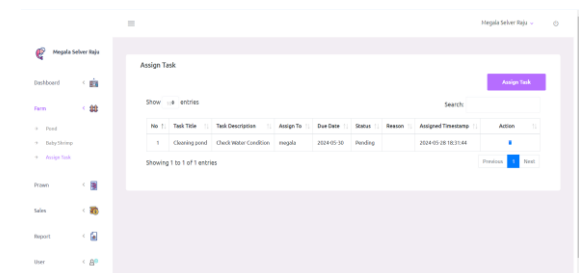 Megala Selver Raju
Megala Selver Raju
Assign Task
Dashboard
Assign Task
Farm
Show entries
Search:
No Task Title Task Description Assign To Due Date Status Reason Assigned Timestamp Action
Pond
1 Cleaning pond Check Water Condition megala 2024-05-30 Pending 2024-05-28 18:31:44
Baby Shrimp
Assign Task
Showing 1 to 1 of 1 entries
Previous 1 Next
Prawn
Sales
Report
User